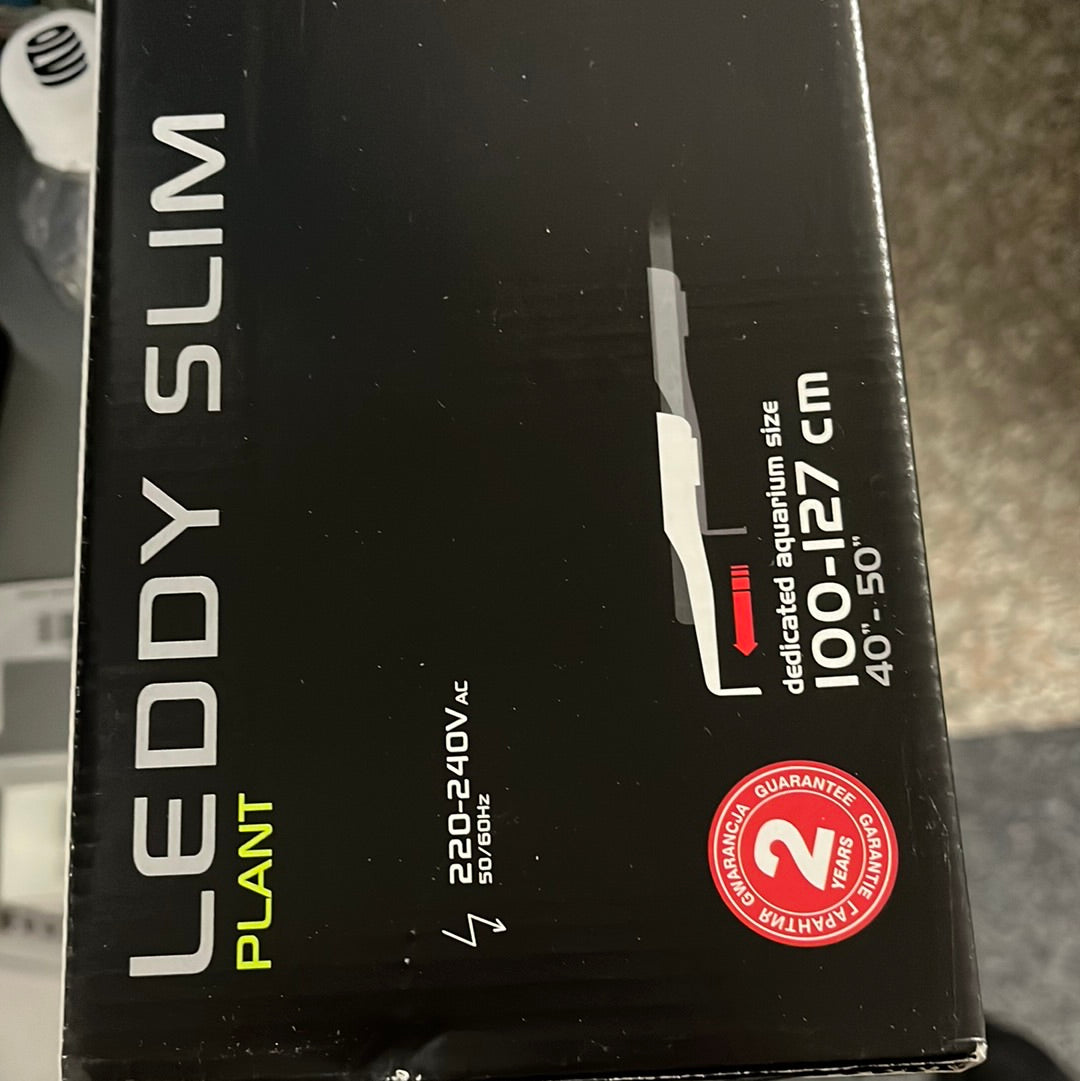 LEDDY SLIM
PLANT
220-240V AC
50/60Hz
dedicated aquarium size
100-127 cm
40"- 50"
GWARANCJA GUARANTEE GARANTIE ГАРАНТИЯ
2
YEARS